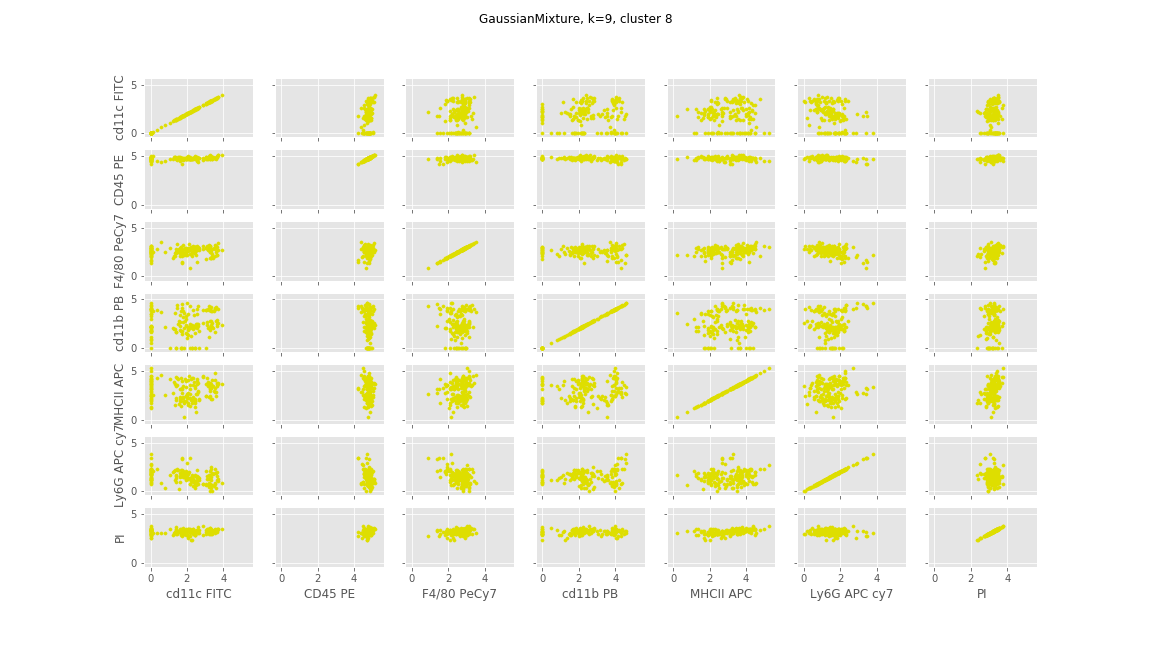 GaussianMixture, k=9, cluster 8
cd11c FITC
5
0
CD45 PE
5
0
F4/80 PeCy7
5
0
cd11b PB
5
0
MHCII APC
5
0
Ly6G APC cy7
5
0
PI
5
0
0 2 4 0 2 4 0 2 4 0 2 4 0 2 4 0 2 4 0 2 4
cd11c FITC CD45 PE F4/80 PeCy7 cd11b PB MHCII APC Ly6G APC cy7 PI